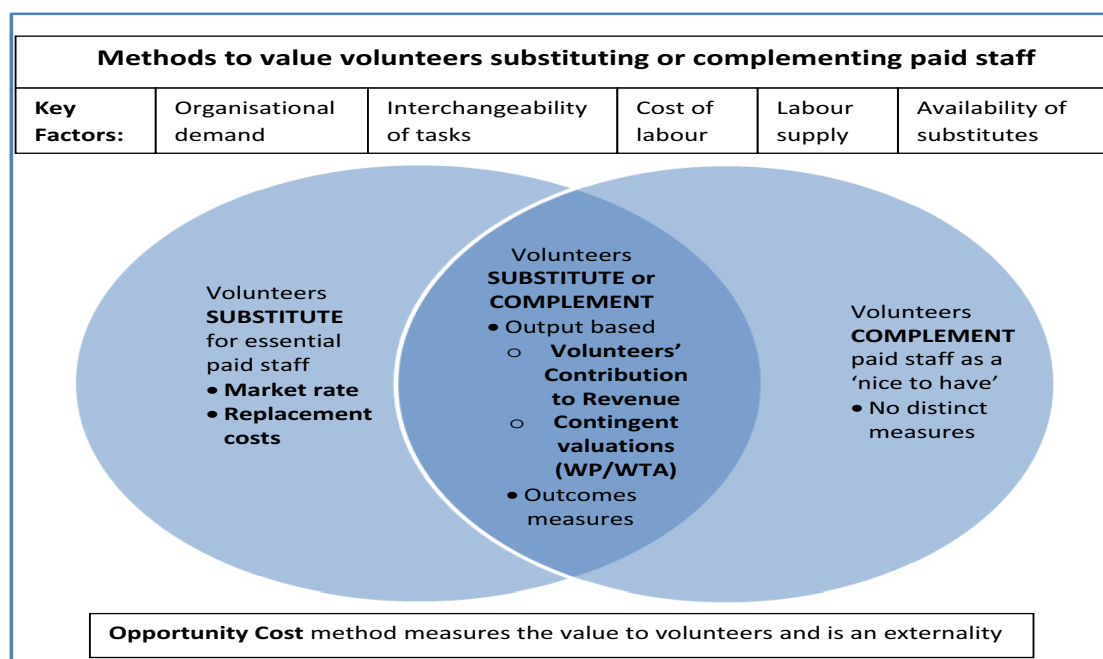 Methods to value volunteers substituting or complementing paid staff
Key
Factors:
Organisational
demand
Interchangeability
of tasks
Cost of
labour
Labour
supply
Availability of
substitutes
Volunteers
SUBSTITUTE
for essential
paid staff
• Market rate
• Replacement
costs
Volunteers
SUBSTITUTE or
COMPLEMENT
• Output based
o Volunteers’
Contribution
to Revenue
o Contingent
valuations
(WP/WTA)
• Outcomes
measures
Volunteers
COMPLEMENT
paid staff as a
‘nice to have’
• No distinct
measures
Opportunity Cost method measures the value to volunteers and is an externality